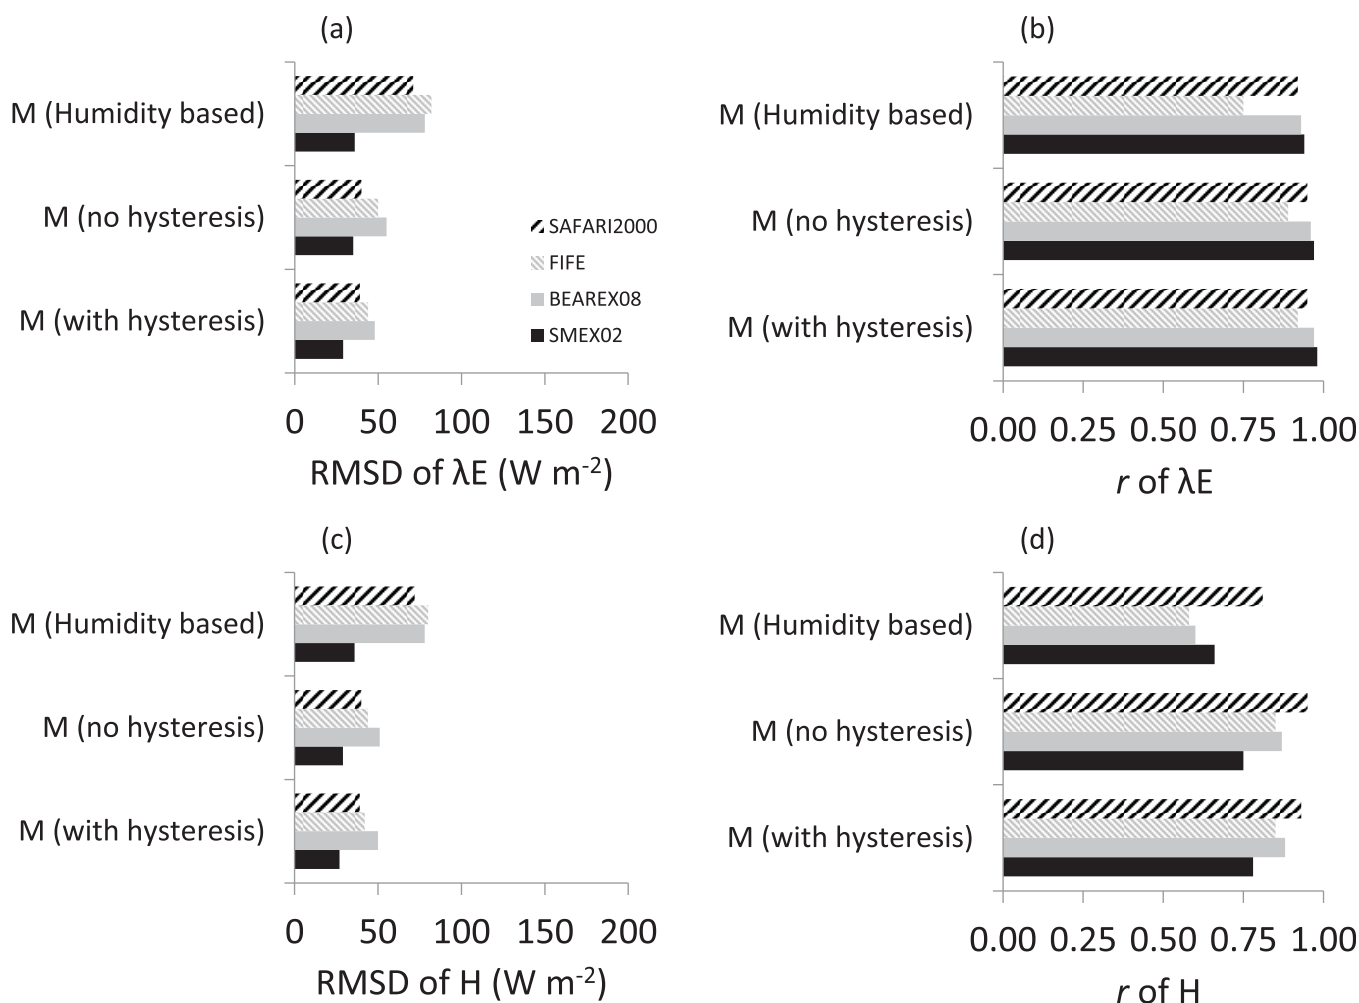 (a)
M (Humidity based)
M (no hysteresis)
M (with hysteresis)
SAFARI2000
FIFE
BEAREX08
SMEX02
0 50 100 150 200
RMSD of λE (W m⁻²)
(b)
M (Humidity based)
M (no hysteresis)
M (with hysteresis)
0.00 0.25 0.50 0.75 1.00
r of λE
(c)
M (Humidity based)
M (no hysteresis)
M (with hysteresis)
0 50 100 150 200
RMSD of H (W m⁻²)
(d)
M (Humidity based)
M (no hysteresis)
M (with hysteresis)
0.00 0.25 0.50 0.75 1.00
r of H